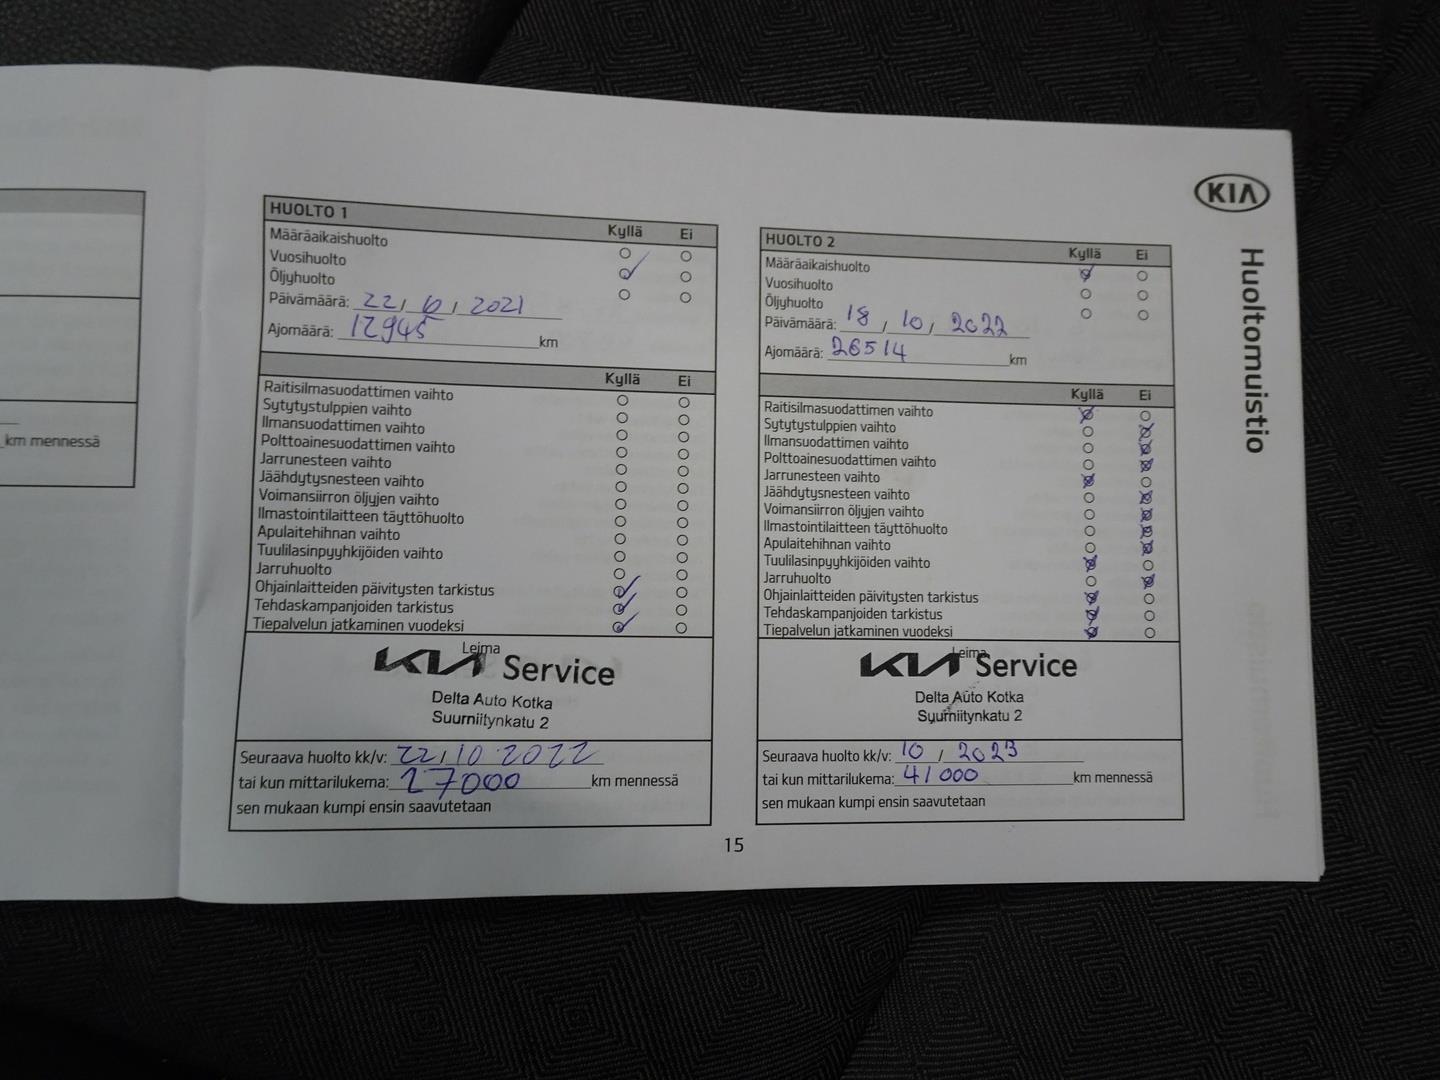 km mennessä
KIA
Huoltomuistio
HUOLTO 1
Kyllä Ei
Määräaikaishuolto
Vuosihuolto
Öljyhuolto
Päivämäärä: 22 / 10 / 2021
Ajomäärä: 12945 km
Kyllä Ei
Raitisilmasuodattimen vaihto
Sytytystulppien vaihto
Ilmansuodattimen vaihto
Polttoainesuodattimen vaihto
Jarrunesteen vaihto
Jäähdytysnesteen vaihto
Voimansiirron öljyjen vaihto
Ilmastointilaitteen täyttöhuolto
Apulaitehihnan vaihto
Tuulilasinpyyhkijöiden vaihto
Jarruhuolto
Ohjainlaitteiden päivitysten tarkistus
Tehdaskampanjoiden tarkistus
Tiepalvelun jatkaminen vuodeksi
Leima
KIA Service
Delta Auto Kotka
Suurniitynkatu 2
Seuraava huolto kk/v: 22 / 10 2022
tai kun mittarilukema: 27000 km mennessä
sen mukaan kumpi ensin saavutetaan
HUOLTO 2
Kyllä Ei
Määräaikaishuolto
Vuosihuolto
Öljyhuolto
Päivämäärä: 18 / 10 / 2022
Ajomäärä: 26514 km
Kyllä Ei
Raitisilmasuodattimen vaihto
Sytytystulppien vaihto
Ilmansuodattimen vaihto
Polttoainesuodattimen vaihto
Jarrunesteen vaihto
Jäähdytysnesteen vaihto
Voimansiirron öljyjen vaihto
Ilmastointilaitteen täyttöhuolto
Apulaitehihnan vaihto
Tuulilasinpyyhkijöiden vaihto
Jarruhuolto
Ohjainlaitteiden päivitysten tarkistus
Tehdaskampanjoiden tarkistus
Tiepalvelun jatkaminen vuodeksi
Leima
KIA Service
Delta Auto Kotka
Suurniitynkatu 2
Seuraava huolto kk/v: 10 / 2023
tai kun mittarilukema: 41000 km mennessä
sen mukaan kumpi ensin saavutetaan
15